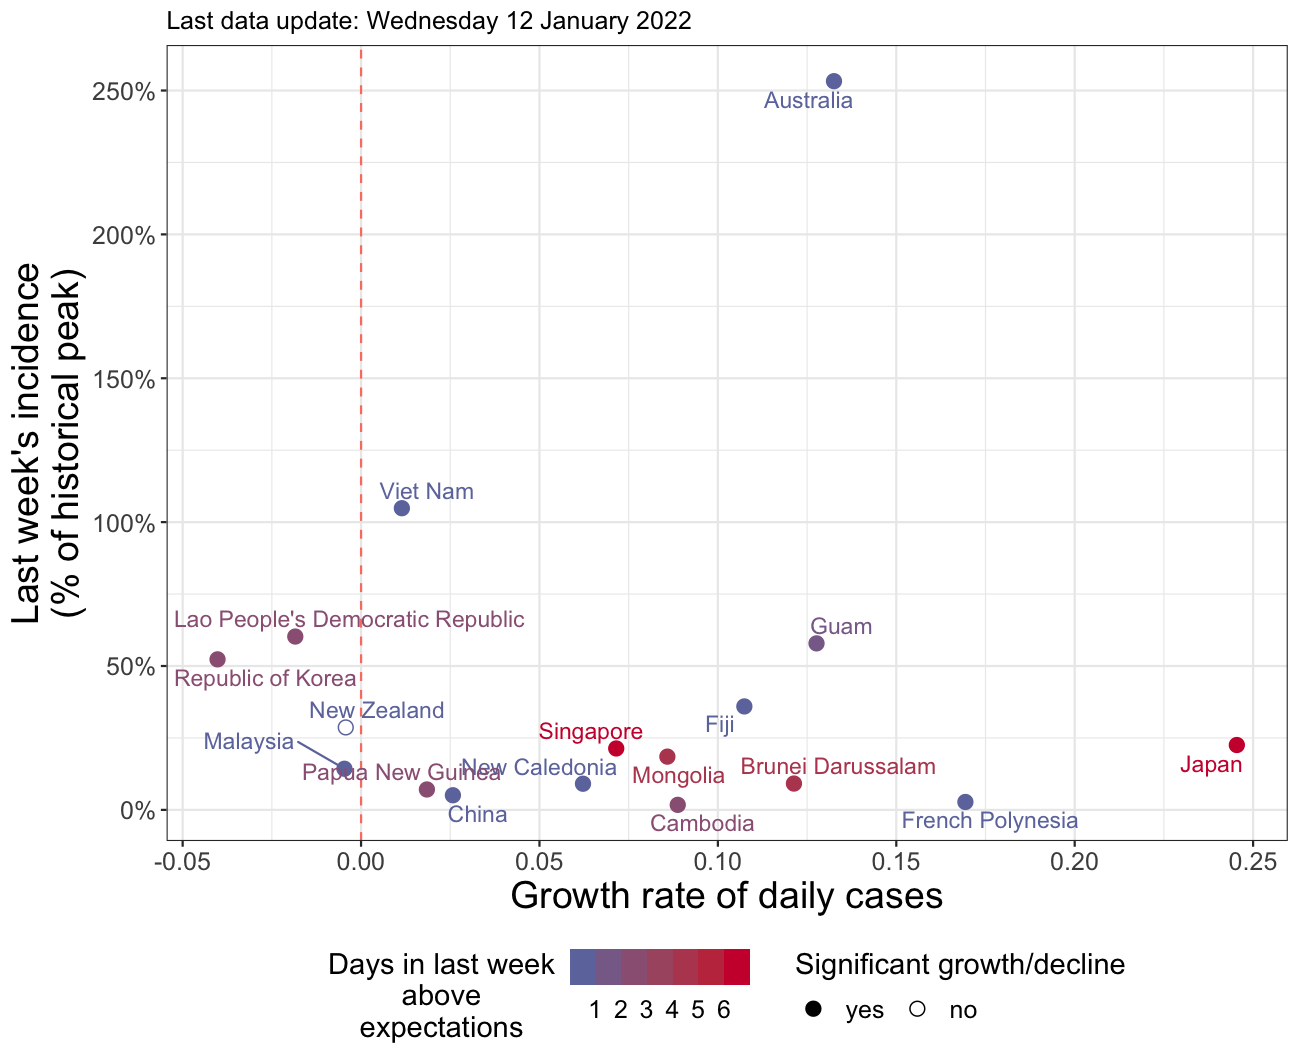 Last data update: Wednesday 12 January 2022
Last week's incidence
(% of historical peak)
250%
200%
150%
100%
50%
0%
Australia
Viet Nam
Lao People's Democratic Republic
Guam
Republic of Korea
New Zealand
Fiji
Singapore
Malaysia
Japan
Papua New Guinea
New Caledonia
Mongolia
Brunei Darussalam
China
Cambodia
French Polynesia
-0.05 0.00 0.05 0.10 0.15 0.20 0.25
Growth rate of daily cases
Days in last week
above
expectations
1 2 3 4 5 6
Significant growth/decline
yes no